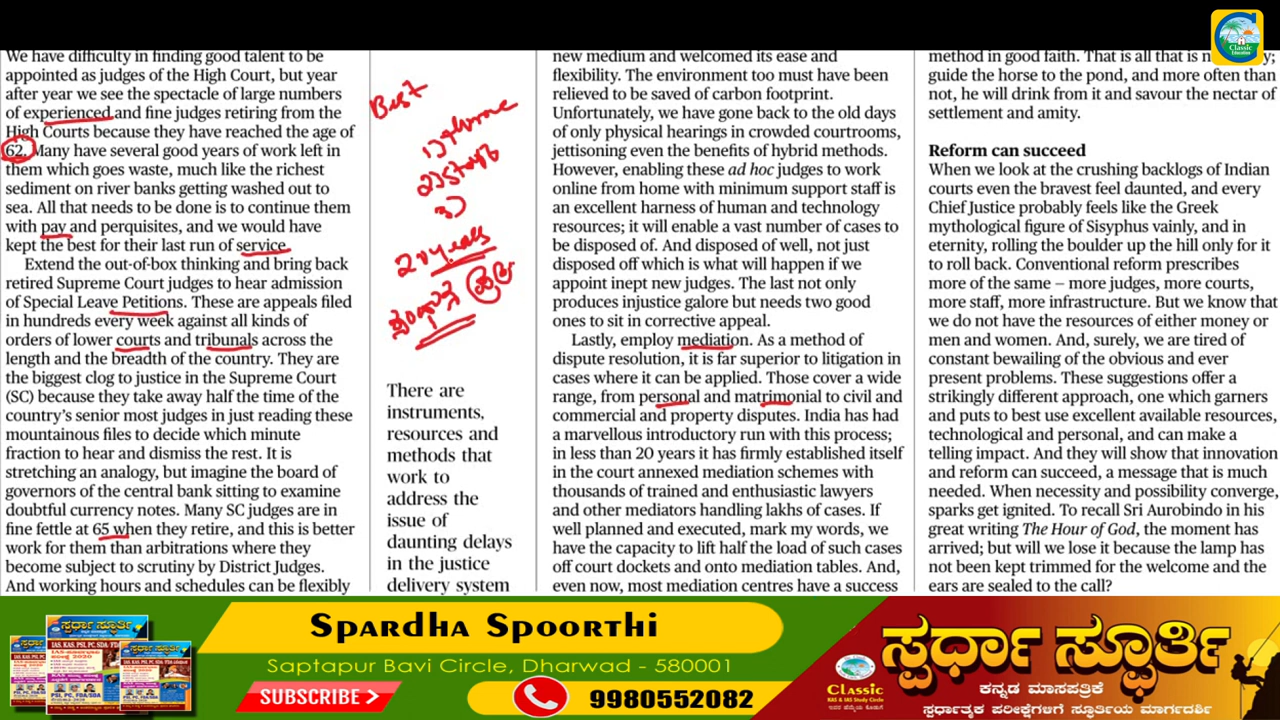 We have difficulty in finding good talent to be
appointed as judges of the High Court, but year
after year we see the spectacle of large numbers
of experienced and fine judges retiring from the
High Courts because they have reached the age of
62. Many have several good years of work left in
them which goes waste, much like the richest
sediment on river banks getting washed out to
sea. All that needs to be done is to continue them
with pay and perquisites, and we would have
kept the best for their last run of service.
Extend the out-of-box thinking and bring back
retired Supreme Court judges to hear admission
of Special Leave Petitions. These are appeals filed
in hundreds every week against all kinds of
orders of lower courts and tribunals across the
length and the breadth of the country. They are
the biggest clog to justice in the Supreme Court
(SC) because they take away half the time of the
country's senior most judges in just reading these
mountainous files to decide which minute
fraction to hear and dismiss the rest. It is
stretching an analogy, but imagine the board of
governors of the central bank sitting to examine
doubtful currency notes. Many SC judges are in
fine fettle at 65 when they retire, and this is better
work for them than arbitrations where they
become subject to scrutiny by District Judges.
And working hours and schedules can be flexibly
Best
20 years
There are
instruments,
resources and
methods that
work to
address the
issue of
daunting delays
in the justice
delivery system
new medium and welcomed its ease and
flexibility. The environment too must have been
relieved to be saved of carbon footprint.
Unfortunately, we have gone back to the old days
of only physical hearings in crowded courtrooms,
jettisoning even the benefits of hybrid methods.
However, enabling these ad hoc judges to work
online from home with minimum support staff is
an excellent harness of human and technology
resources; it will enable a vast number of cases to
be disposed of. And disposed of well, not just
disposed off which is what will happen if we
appoint inept new judges. The last not only
produces injustice galore but needs two good
ones to sit in corrective appeal.
Lastly, employ mediation. As a method of
dispute resolution, it is far superior to litigation in
cases where it can be applied. Those cover a wide
range, from personal and matrimonial to civil and
commercial and property disputes. India has had
a marvellous introductory run with this process;
in less than 20 years it has firmly established itself
in the court annexed mediation schemes with
thousands of trained and enthusiastic lawyers
and other mediators handling lakhs of cases. If
well planned and executed, mark my words, we
have the capacity to lift half the load of such cases
off court dockets and onto mediation tables. And,
even now, most mediation centres have a success
method in good faith. That is all that is
guide the horse to the pond, and more often than
not, he will drink from it and savour the nectar of
settlement and amity.
Reform can succeed
When we look at the crushing backlogs of Indian
courts even the bravest feel daunted, and every
Chief Justice probably feels like the Greek
mythological figure of Sisyphus vainly, and in
eternity, rolling the boulder up the hill only for it
to roll back. Conventional reform prescribes
more of the same – more judges, more courts,
more staff, more infrastructure. But we know that
we do not have the resources of either money or
men and women. And, surely, we are tired of
constant bewailing of the obvious and ever
present problems. These suggestions offer a
strikingly different approach, one which garners
and puts to best use excellent available resources,
technological and personal, and can make a
telling impact. And they will show that innovation
and reform can succeed, a message that is much
needed. When necessity and possibility converge,
sparks get ignited. To recall Sri Aurobindo in his
great writing The Hour of God, the moment has
arrived; but will we lose it because the lamp has
not been kept trimmed for the welcome and the
ears are sealed to the call?
Classic
Education
Spardha Spoorthi
Saptapur Bavi Circle, Dharwad - 580001
SUBSCRIBE
9980552082
Classic
IAS & KAS Study Circle
ಸ್ಪರ್ಧಾ ಸ್ಫೂರ್ತಿ
ಕನ್ನಡ ಮಾಸಪತ್ರಿಕೆ
ಸ್ಪರ್ಧಾತ್ಮಕ ಪರೀಕ್ಷೆಗಳಿಗೆ ಸ್ಫೂರ್ತಿಯ ಮಾರ್ಗದರ್ಶಿ